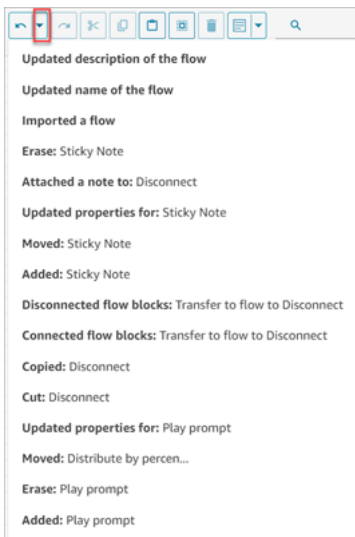 Updated description of the flow
Updated name of the flow
Imported a flow
Erase: Sticky Note
Attached a note to: Disconnect
Updated properties for: Sticky Note
Moved: Sticky Note
Added: Sticky Note
Disconnected flow blocks: Transfer to flow to Disconnect
Connected flow blocks: Transfer to flow to Disconnect
Copied: Disconnect
Cut: Disconnect
Updated properties for: Play prompt
Moved: Distribute by percen...
Erase: Play prompt
Added: Play prompt